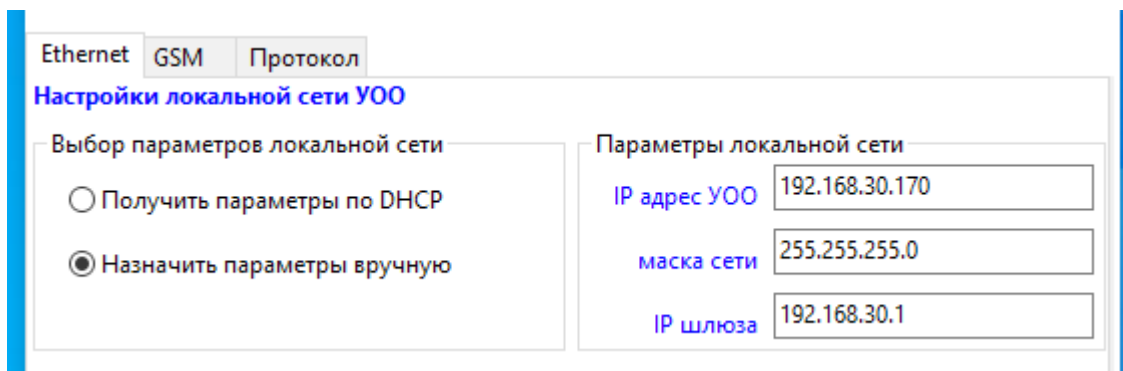 Ethernet GSM Протокол
Настройки локальной сети УОО
Выбор параметров локальной сети
Получить параметры по DHCP
Назначить параметры вручную
Параметры локальной сети
IP адрес УОО 192.168.30.170
маска сети 255.255.255.0
IP шлюза 192.168.30.1